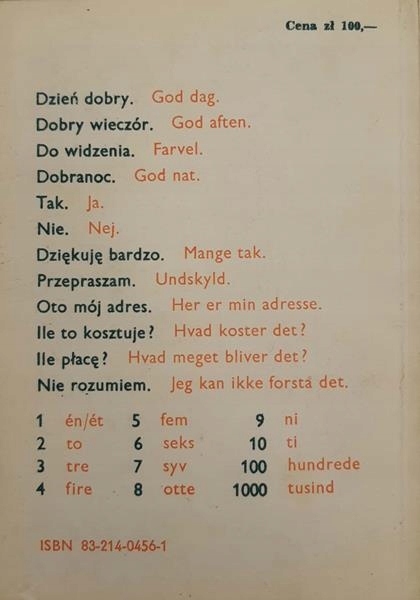 Cena zł 100,—
Dzień dobry. God dag.
Dobry wieczór. God aften.
Do widzenia. Farvel.
Dobranoc. God nat.
Tak. Ja.
Nie. Nej.
Dziękuję bardzo. Mange tak.
Przepraszam. Undskyld.
Oto mój adres. Her er min adresse.
Ile to kosztuje? Hvad koster det?
Ile płacę? Hvad meget bliver det?
Nie rozumiem. Jeg kan ikke forstå det.
1 én/ét 5 fem 9 ni
2 to 6 seks 10 ti
3 tre 7 syv 100 hundrede
4 fire 8 otte 1000 tusind
ISBN 83-214-0456-1